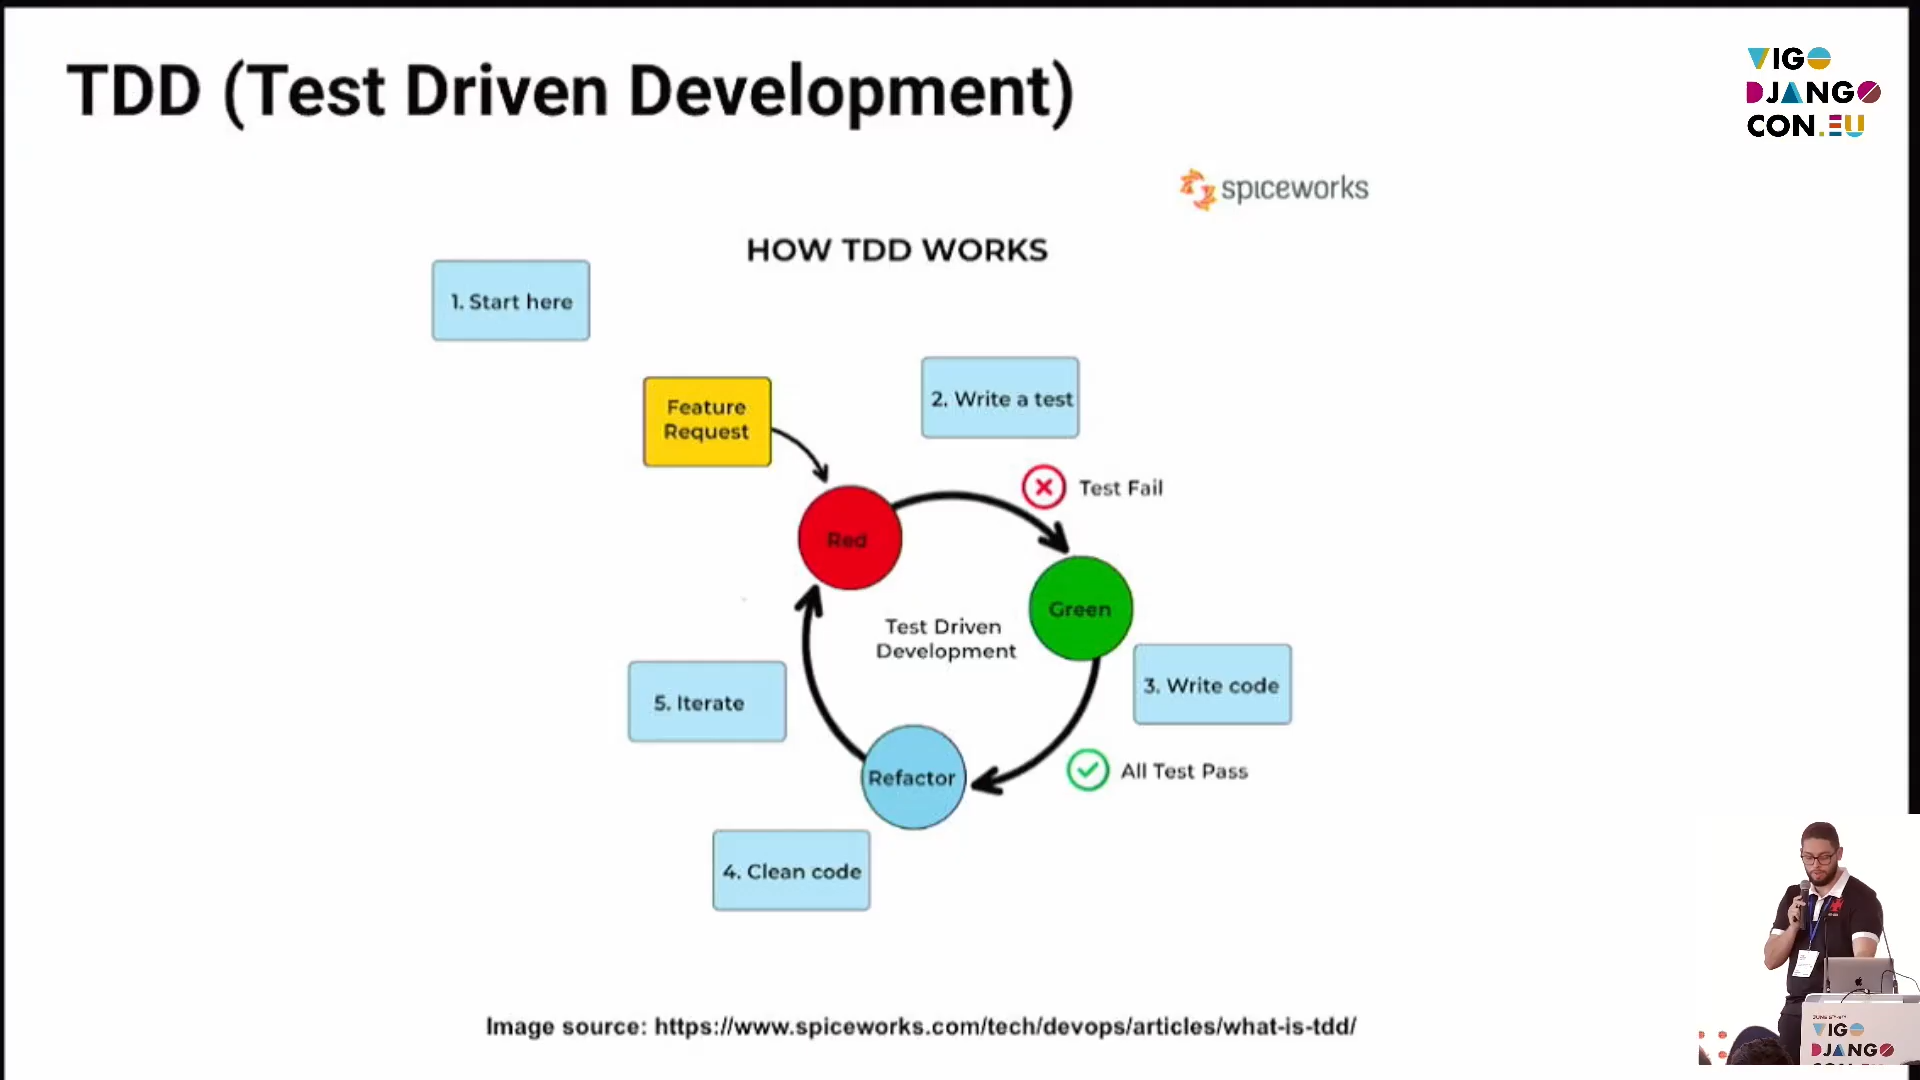 TDD (Test Driven Development)
VIGO
DJANGO
CON.EU
spiceworks
HOW TDD WORKS
1. Start here
Feature
Request
2. Write a test
Test Fail
Red
Green
Test Driven
Development
3. Write code
5. Iterate
All Test Pass
Refactor
4. Clean code
Image source: https://www.spiceworks.com/tech/devops/articles/what-is-tdd/
VIGO
DJANGO